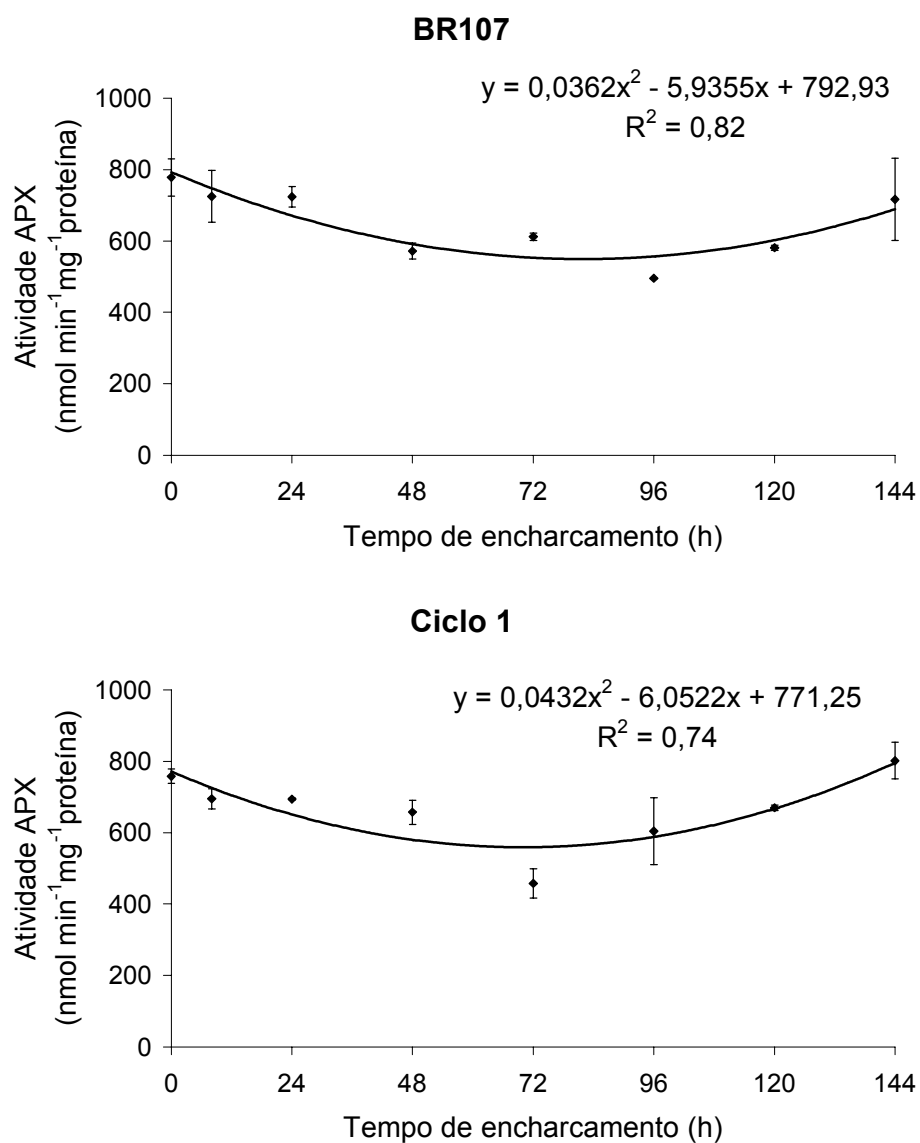 BR107
y = 0,0362x² - 5,9355x + 792,93
R² = 0,82
Atividade APX
(nmol min⁻¹mg⁻¹proteína)
1000
800
600
400
200
0
0 24 48 72 96 120 144
Tempo de encharcamento (h)
Ciclo 1
y = 0,0432x² - 6,0522x + 771,25
R² = 0,74
Atividade APX
(nmol min⁻¹mg⁻¹proteína)
1000
800
600
400
200
0
0 24 48 72 96 120 144
Tempo de encharcamento (h)